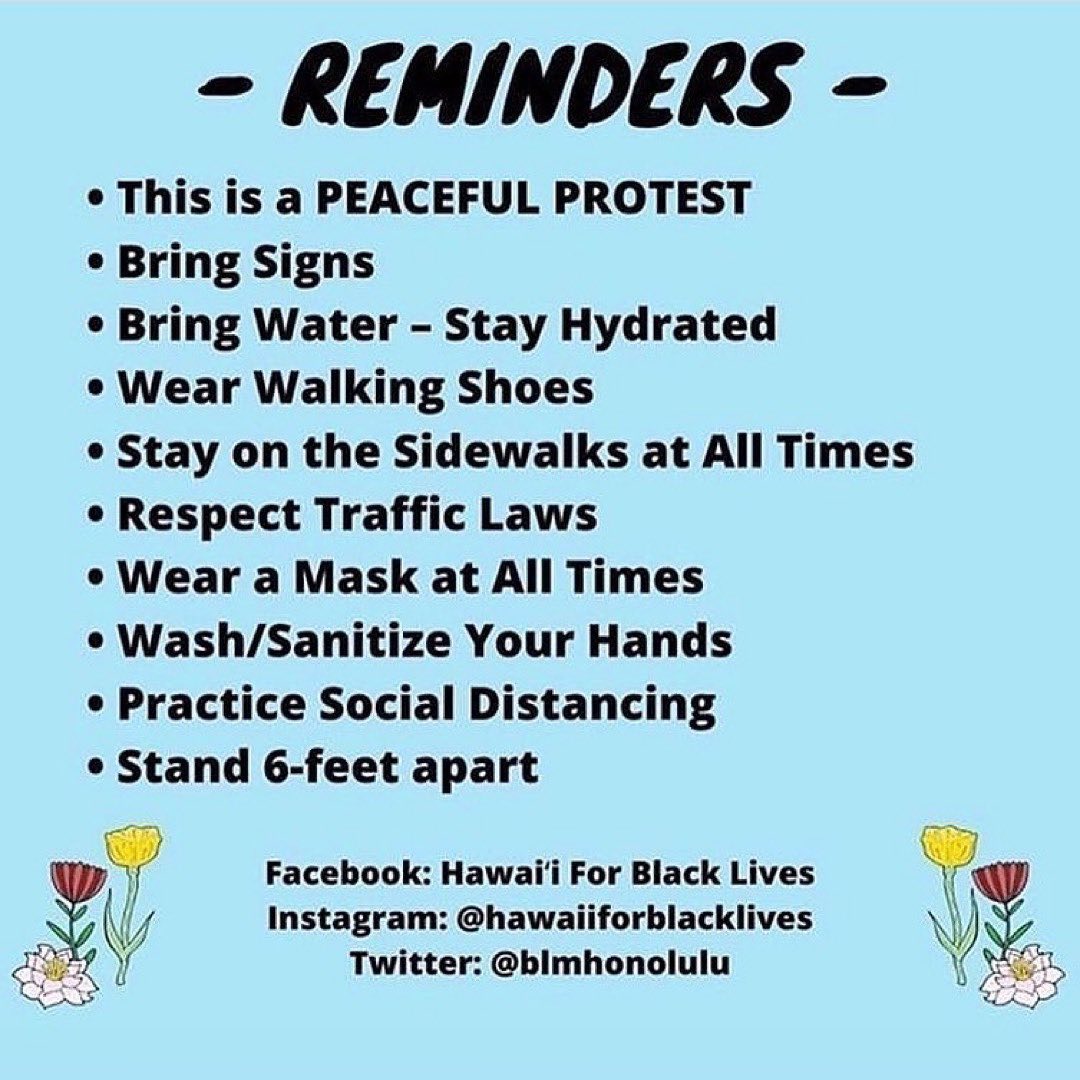 - REMINDERS -
• This is a PEACEFUL PROTEST
• Bring Signs
• Bring Water – Stay Hydrated
• Wear Walking Shoes
• Stay on the Sidewalks at All Times
• Respect Traffic Laws
• Wear a Mask at All Times
• Wash/Sanitize Your Hands
• Practice Social Distancing
• Stand 6-feet apart
Facebook: Hawai‘i For Black Lives
Instagram: @hawaiiforblacklives
Twitter: @blmhonolulu